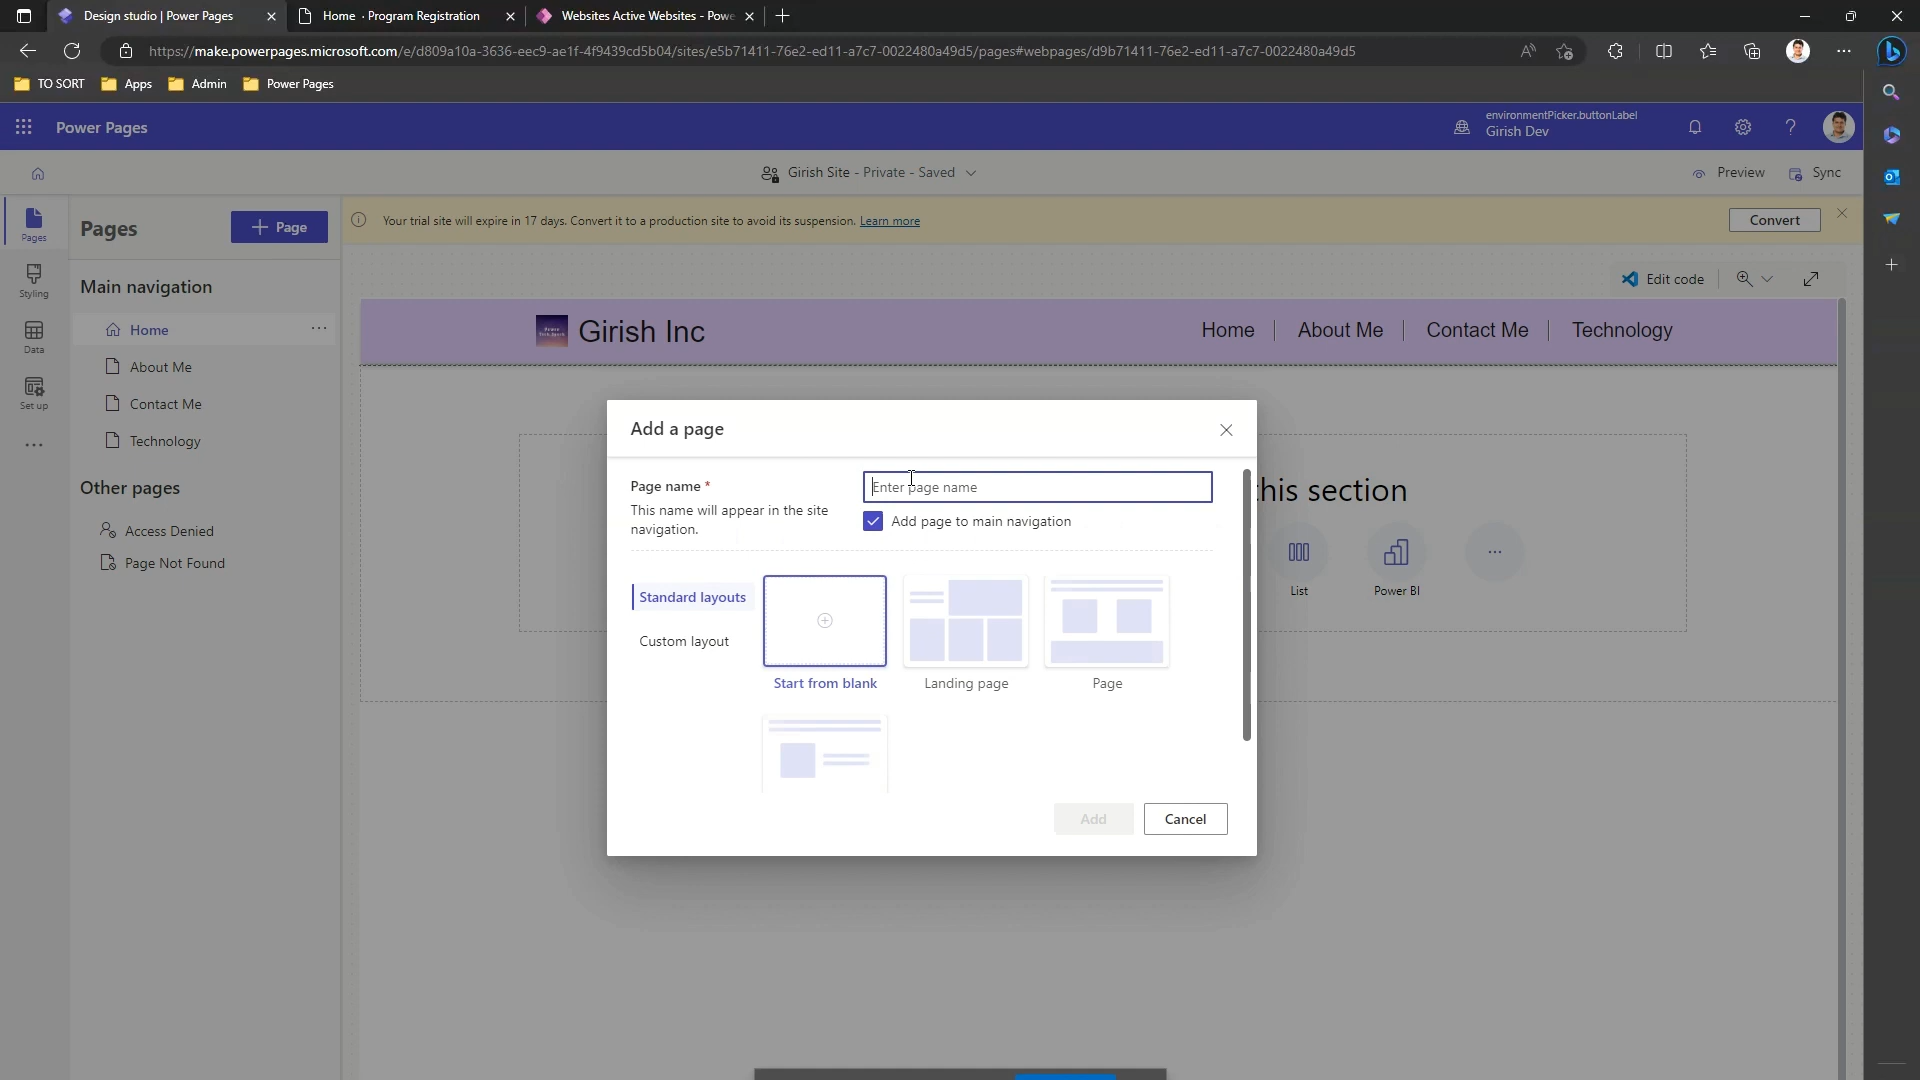 Design studio | Power Pages
Home · Program Registration
Websites Active Websites - Powe
https://make.powerpages.microsoft.com/e/d809a10a-3636-eec9-ae1f-4f9439cd5b04/sites/e5b71411-76e2-ed11-a7c7-0022480a49d5/pages#webpages/d9b71411-76e2-ed11-a7c7-0022480a49d5
TO SORT
Apps
Admin
Power Pages
Power Pages
environmentPicker.buttonLabel
Girish Dev
Girish Site - Private - Saved
Preview
Sync
Pages
Styling
Data
Set up
Pages
Page
Main navigation
Home
About Me
Contact Me
Technology
Other pages
Access Denied
Page Not Found
Your trial site will expire in 17 days. Convert it to a production site to avoid its suspension. Learn more
Convert
Edit code
Power Tech Spark
Girish Inc
Home
About Me
Contact Me
Technology
this section
List
Power BI
Add a page
Page name *
This name will appear in the site
navigation.
Enter page name
Add page to main navigation
Standard layouts
Custom layout
Start from blank
Landing page
Page
Add
Cancel